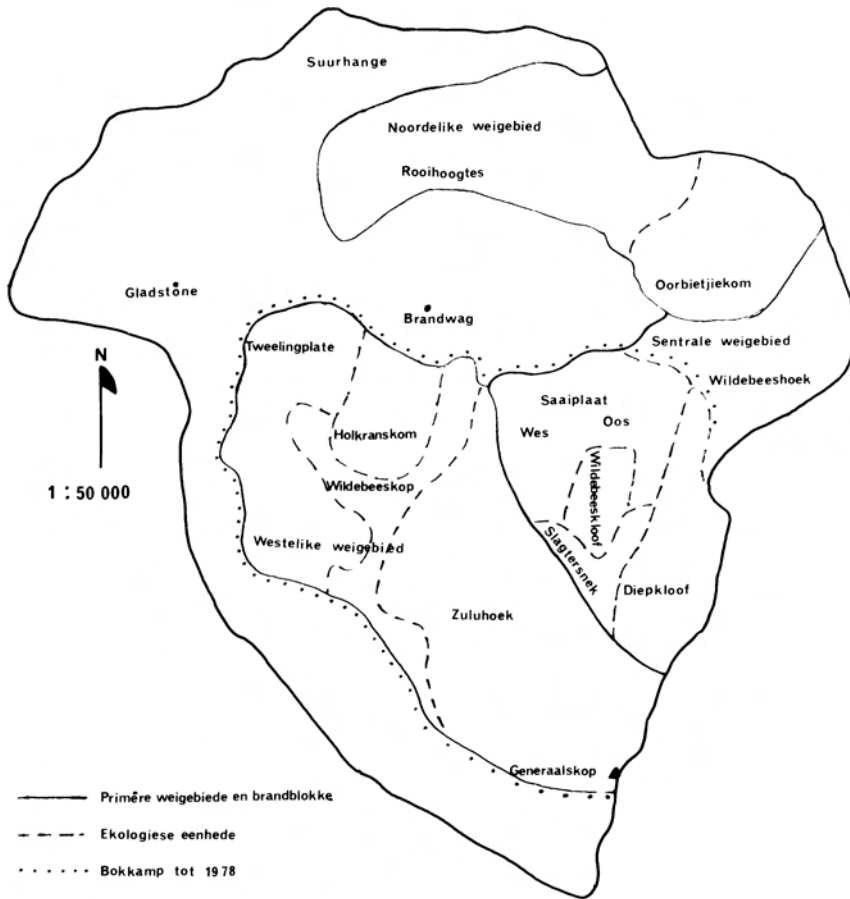 Suurhange
Noordelike weigebied
Rooihoogtes
Oorbietjiekom
Gladstone
Brandwag
Sentrale weigebied
Tweelingplate
Wildebeeshoek
N
Saaiplaat
Wes
Oos
Holkranskom
Wildebeeskloof
Wildebeeskop
1 : 50 000
Westelike weigebied
Slagtersnek
Diepkloof
Zuluhoek
Generaalskop
Primêre weigebiede en brandblokke
Ekologiese eenhede
Bokkamp tot 1978